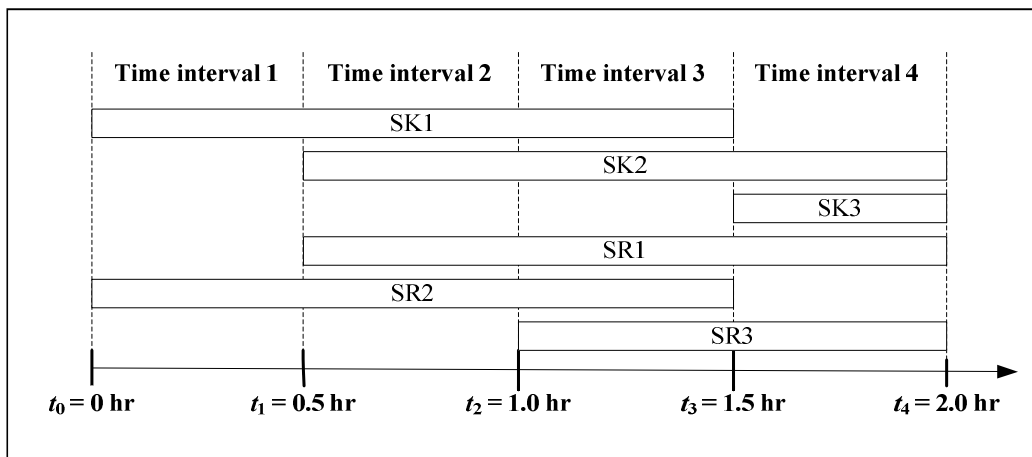 Time interval 1 Time interval 2 Time interval 3 Time interval 4
SK1
SK2
SK3
SR1
SR2
SR3
t₀ = 0 hr t₁ = 0.5 hr t₂ = 1.0 hr t₃ = 1.5 hr t₄ = 2.0 hr